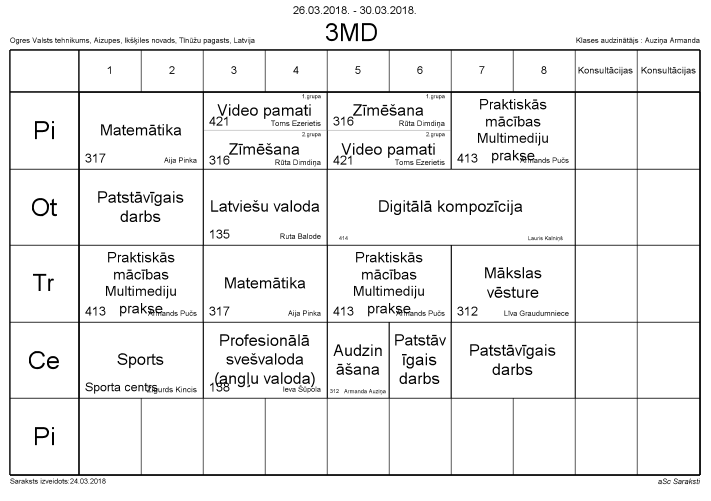 26.03.2018. - 30.03.2018.
3MD
Ogres Valsts tehnikums, Aizupes, Ikšķiles novads, Tīnūžu pagasts, Latvija
Klases audzinātājs : Auziņa Armanda
1 2 3 4 5 6 7 8 Konsultācijas Konsultācijas
Pi
Matemātika
317 Aija Pinka
1.grupa
Video pamati
421 Toms Ezerietis
Zīmēšana
316 Rūta Dimdiņa
1.grupa
Zīmēšana
316 Rūta Dimdiņa
2.grupa
Video pamati
421 Toms Ezerietis
Praktiskās
mācības
Multimediju
prakse
413 Armands Pučs
Ot
Patstāvīgais
darbs
Latviešu valoda
135 Ruta Balode
Digitālā kompozīcija
414 Lauris Kalniņš
Tr
Praktiskās
mācības
Multimediju
prakse
413 Armands Pučs
Matemātika
317 Aija Pinka
Praktiskās
mācības
Multimediju
prakse
413 Armands Pučs
Mākslas
vēsture
312 Līva Graudumniece
Ce
Sports
Sporta centrs Zigurds Kincis
Profesionālā
svešvaloda
(angļu valoda)
138 Ieva Šūpola
Audzin
āšana
312 Armanda Auziņa
Patstāv
īgais
darbs
Patstāvīgais
darbs
Pi
Saraksts izveidots:24.03.2018
aSc Saraksti